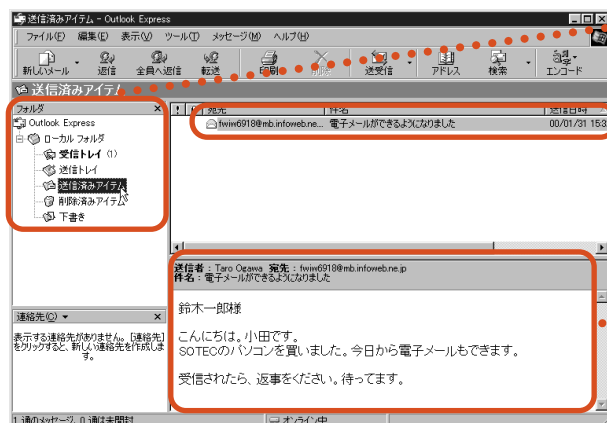 送信済みアイテム - Outlook Express
ファイル(F) 編集(E) 表示(V) ツール(T) メッセージ(M) ヘルプ(H)
新しいメール 返信 全員へ返信 転送 印刷 削除 送受信 アドレス 検索 エンコード
送信済みアイテム
フォルダ ×
Outlook Express
ローカル フォルダ
受信トレイ (1)
送信トレイ
送信済みアイテム
削除済みアイテム
下書き
! 宛先 件名 送信日時
fwiw6918@mb.infoweb.ne... 電子メールができるようになりました 00/01/31 15:3
送信者 : Taro Ogawa 宛先 : fwiw6918@mb.infoweb.ne.jp
件名 : 電子メールができるようになりました
鈴木一郎様
こんにちは。小田です。
SOTECのパソコンを買いました。今日から電子メールもできます。
受信されたら、返事をください。待ってます。
連絡先(C) ×
表示する連絡先がありません。[連絡先]
をクリックすると、新しい連絡先を作成しま
す。
1 通のメッセージ、0 通は未開封 オンライン中